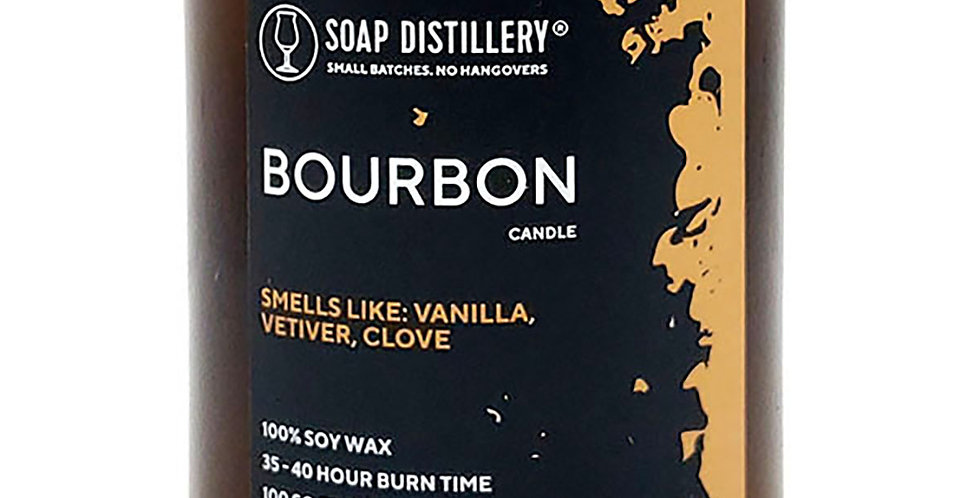 SOAP DISTILLERY®
SMALL BATCHES. NO HANGOVERS
BOURBON
CANDLE
SMELLS LIKE: VANILLA,
VETIVER, CLOVE
100% SOY WAX
35-40 HOUR BURN TIME